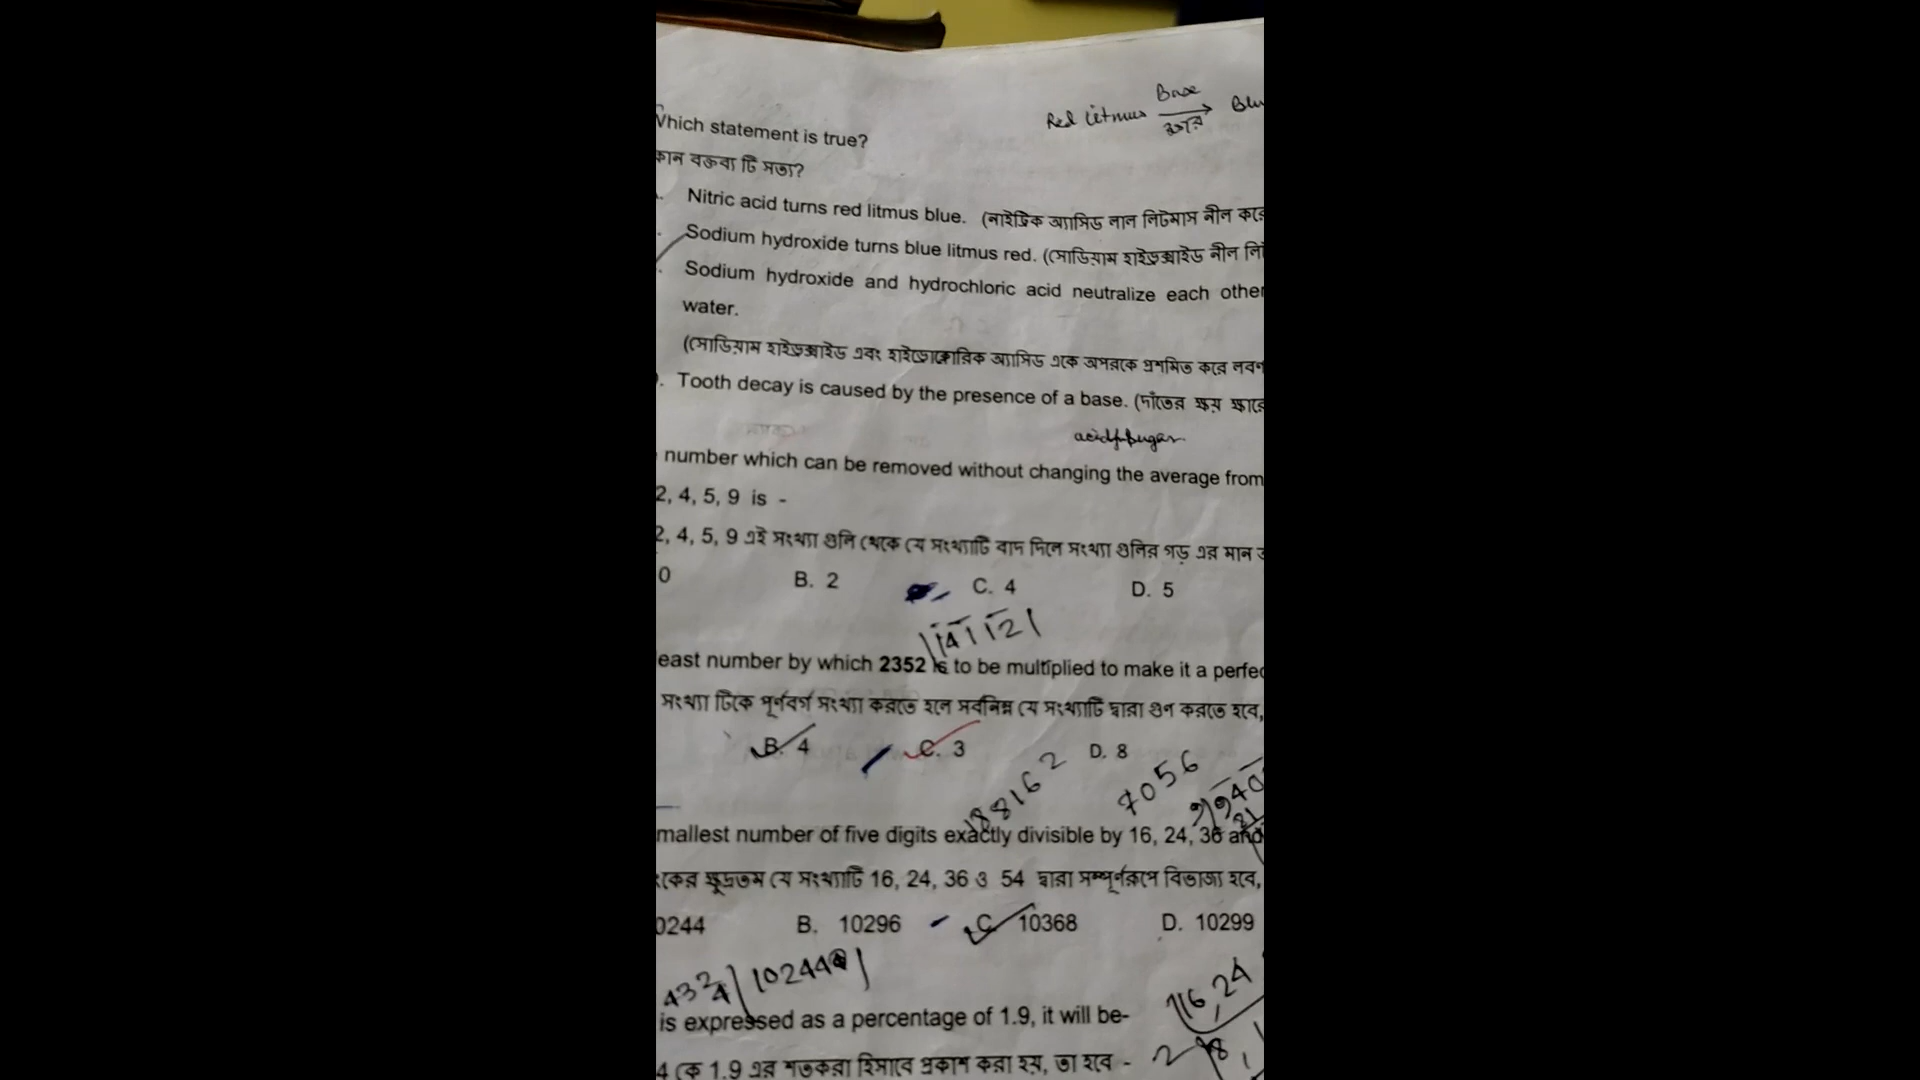 Which statement is true?
Red litmus Base
কোন বক্তব্য টি সত্য?
Nitric acid turns red litmus blue. (নাইট্রিক অ্যাসিড লাল লিটমাস নীল করে
Sodium hydroxide turns blue litmus red. (সোডিয়াম হাইড্রক্সাইড নীল
Sodium hydroxide and hydrochloric acid neutralize each other
water.
(সোডিয়াম হাইড্রক্সাইড এবং হাইড্রোক্লোরিক অ্যাসিড একে অপরকে প্রশমিত করে লবণ
. Tooth decay is caused by the presence of a base. (দাঁতের ক্ষয়
number which can be removed without changing the average from
2, 4, 5, 9 is -
2, 4, 5, 9 এই সংখ্যা গুলি থেকে যে সংখ্যাটি বাদ দিলে সংখ্যা গুলির গড় এর মান
0 B. 2 C. 4 D. 5
east number by which 2352 is to be multiplied to make it a perfec
সংখ্যা টিকে পূর্নবর্গ সংখ্যা করতে হলে সর্বনিম্ন যে সংখ্যাটি দ্বারা গুন করতে হবে,
B. 4 C. 3 D. 8
188162
7056
mallest number of five digits exactly divisible by 16, 24, 36 and
কের ক্ষুদ্রতম যে সংখ্যাটি 16, 24, 36 ও 54 দ্বারা সম্পূর্নরূপে বিভাজ্য হবে,
0244 B. 10296 C. 10368 D. 10299
16, 24
is expressed as a percentage of 1.9, it will be-
4 কে 1.9 এর শতকরা হিসাবে প্রকাশ করা হয়, তা হবে -